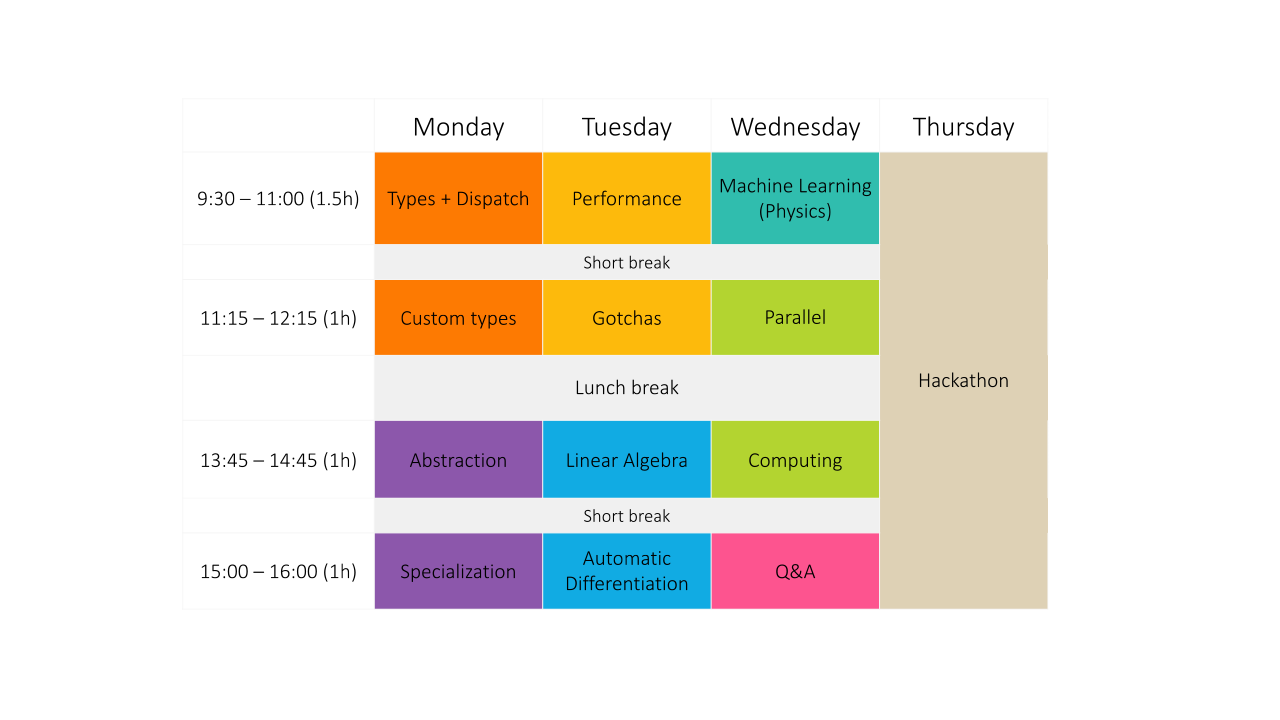 Monday Tuesday Wednesday Thursday
9:30 – 11:00 (1.5h) Types + Dispatch Performance Machine Learning
(Physics)
Short break
11:15 – 12:15 (1h) Custom types Gotchas Parallel
Lunch break
Hackathon
13:45 – 14:45 (1h) Abstraction Linear Algebra Computing
Short break
15:00 – 16:00 (1h) Specialization Automatic
Differentiation Q&A